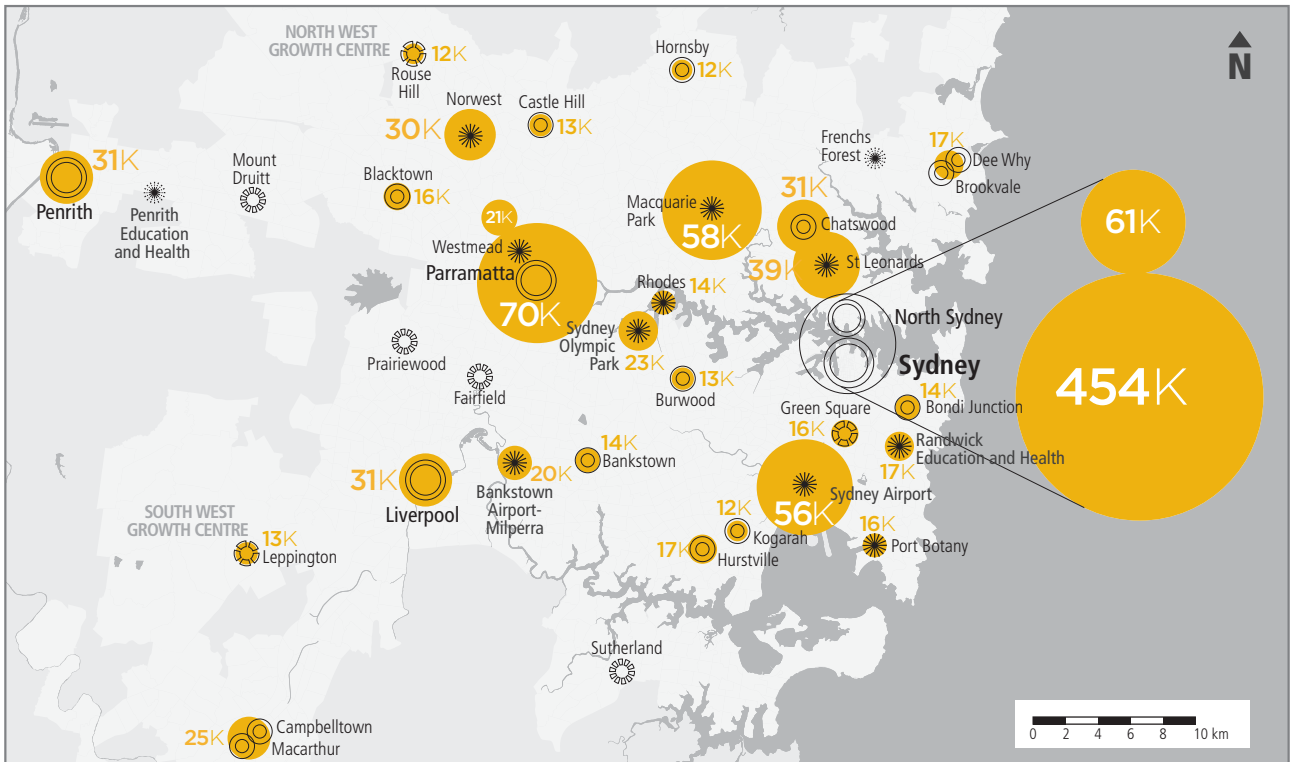 NORTH WEST
GROWTH CENTRE
12K
Rouse
Hill
Hornsby
12K
N
Norwest
30K
Castle Hill
13K
Frenchs
Forest
17K
Dee Why
Brookvale
31K
Penrith
Penrith
Education
and Health
Mount
Druitt
Blacktown
16K
Macquarie
Park
58K
31K
Chatswood
61K
21K
Westmead
Parramatta
70K
39K
St Leonards
Rhodes
14K
Sydney
Olympic
Park
23K
North Sydney
Sydney
454K
Prairiewood
Fairfield
13K
Burwood
14K
Bondi Junction
Green Square
16K
Randwick
Education and Health
17K
31K
Liverpool
20K
Bankstown
Airport-
Milperra
14K
Bankstown
Sydney Airport
56K
SOUTH WEST
GROWTH CENTRE
13K
Leppington
12K
Kogarah
17K
Hurstville
16K
Port Botany
Sutherland
25K
Campbelltown
Macarthur
0 2 4 6 8 10 km